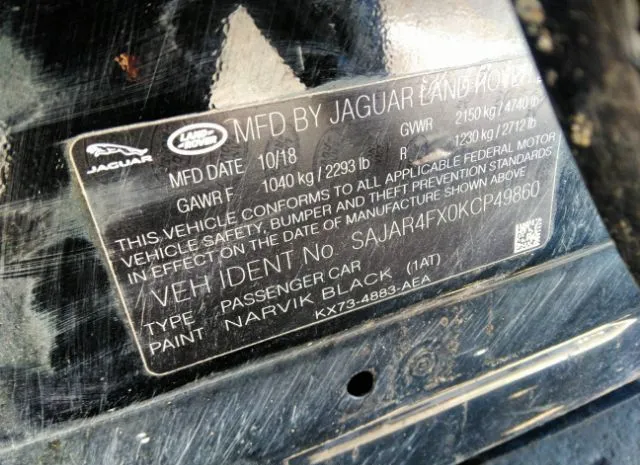 JAGUAR
LAND-
ROVER
MFD BY JAGUAR LAND ROVER
MFD DATE 10/18 GVWR 2150 kg / 4740 lb
GAWR F 1040 kg / 2293 lb R 1230 kg / 2712 lb
THIS VEHICLE CONFORMS TO ALL APPLICABLE FEDERAL MOTOR
VEHICLE SAFETY, BUMPER AND THEFT PREVENTION STANDARDS
IN EFFECT ON THE DATE OF MANUFACTURE SHOWN ABOVE
VEH IDENT No. SAJAR4FX0KCP49860
TYPE PASSENGER CAR
PAINT NARVIK BLACK (1AT)
KX73-4883-AEA